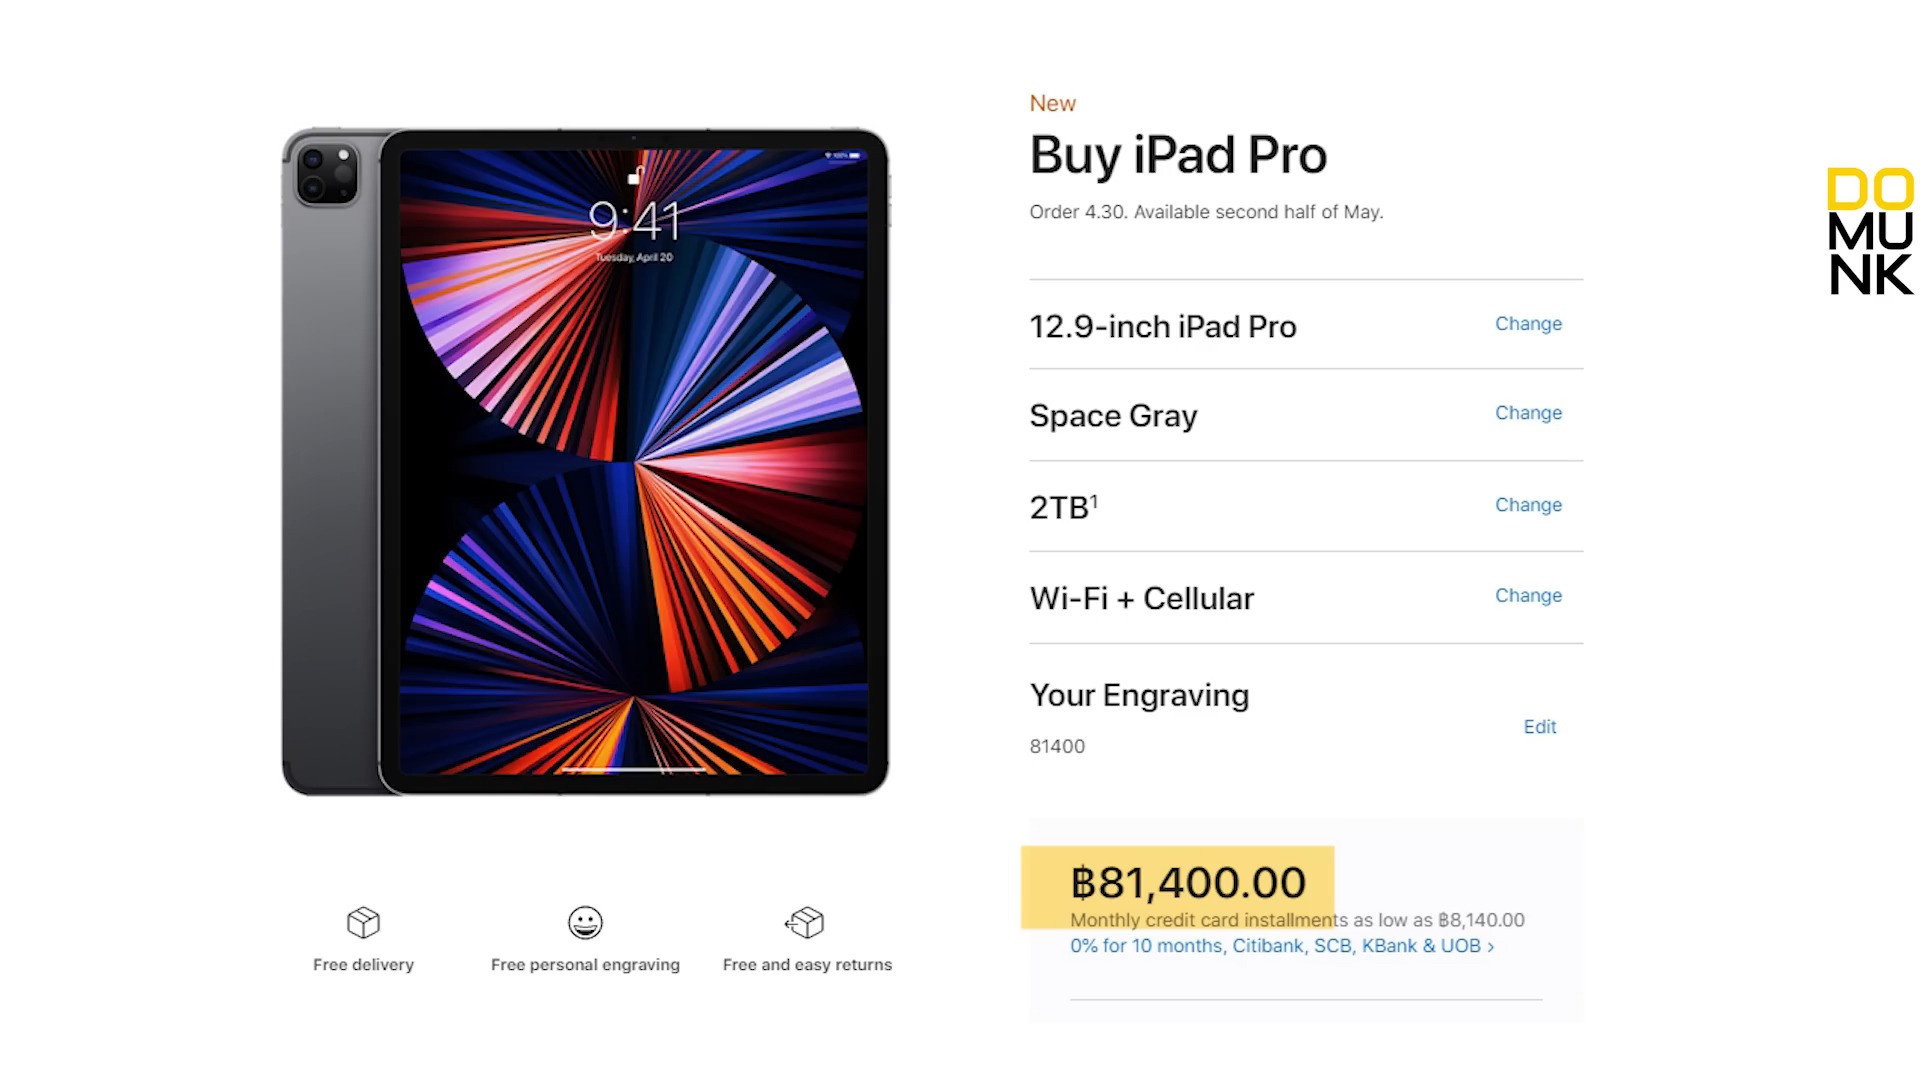 New
Buy iPad Pro
Order 4.30. Available second half of May.
12.9-inch iPad Pro
Change
Space Gray
Change
2TB¹
Change
Wi-Fi + Cellular
Change
Your Engraving
81400
Edit
฿81,400.00
Monthly credit card installments as low as ฿8,140.00
0% for 10 months, Citibank, SCB, KBank & UOB >
9:41
Tuesday, April 20
100%
Free delivery
Free personal engraving
Free and easy returns
DO
MU
NK